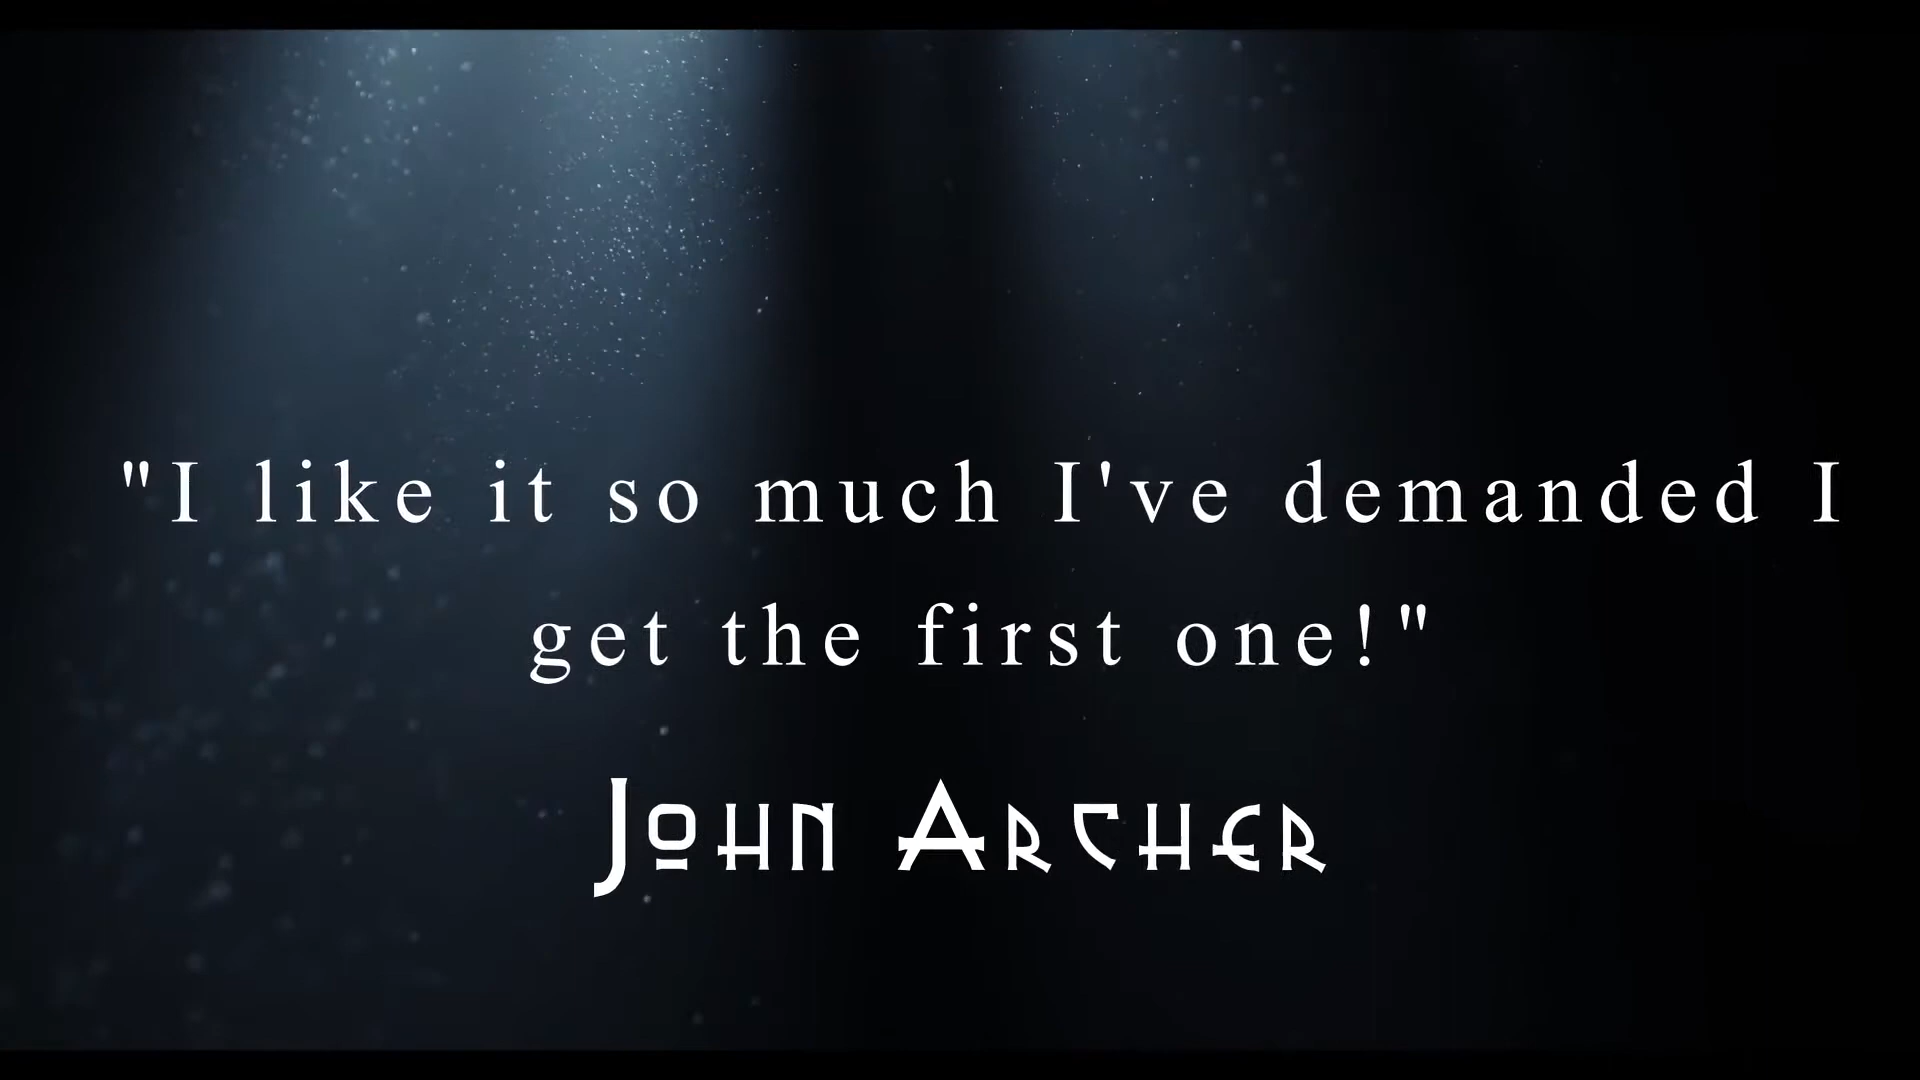 "I like it so much I've demanded I
get the first one!"
John Archer